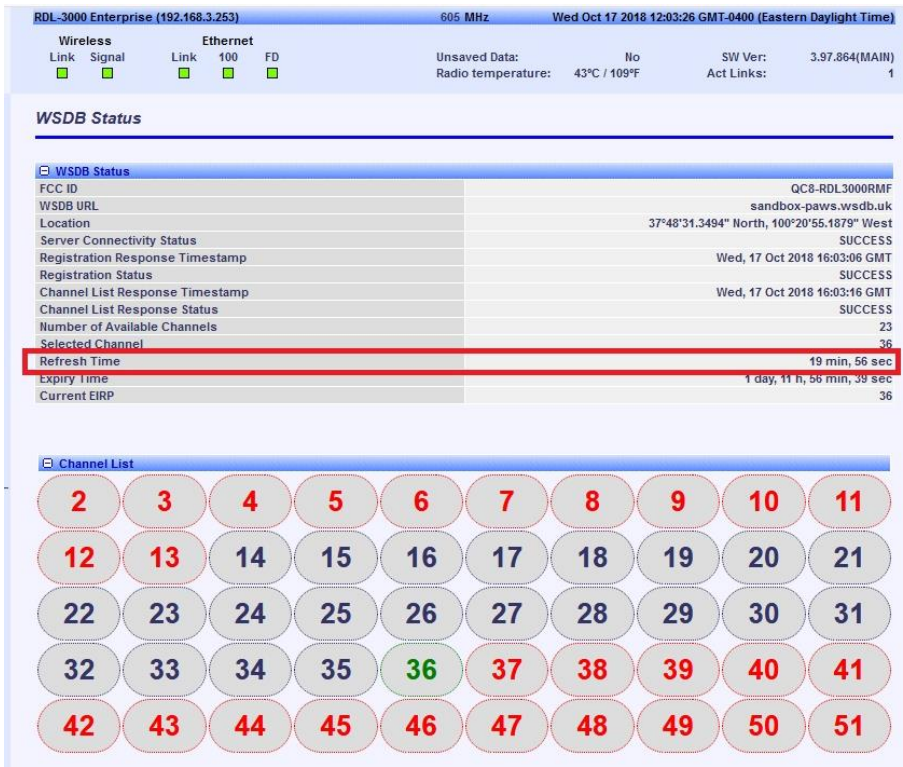 RDL-3000 Enterprise (192.168.3.253) 605 MHz Wed Oct 17 2018 12:03:26 GMT-0400 (Eastern Daylight Time)
Wireless Ethernet
Link Signal Link 100 FD Unsaved Data: No SW Ver: 3.97.864(MAIN)
Radio temperature: 43ºC / 109ºF Act Links: 1
WSDB Status
WSDB Status
FCC ID QC8-RDL3000RMF
WSDB URL sandbox-paws.wsdb.uk
Location 37º48'31.3494" North, 100º20'55.1879" West
Server Connectivity Status SUCCESS
Registration Response Timestamp Wed, 17 Oct 2018 16:03:06 GMT
Registration Status SUCCESS
Channel List Response Timestamp Wed, 17 Oct 2018 16:03:16 GMT
Channel List Response Status SUCCESS
Number of Available Channels 23
Selected Channel 36
Refresh Time 19 min, 56 sec
Expiry Time 1 day, 11 h, 56 min, 39 sec
Current EIRP 36
Channel List
2 3 4 5 6 7 8 9 10 11
12 13 14 15 16 17 18 19 20 21
22 23 24 25 26 27 28 29 30 31
32 33 34 35 36 37 38 39 40 41
42 43 44 45 46 47 48 49 50 51